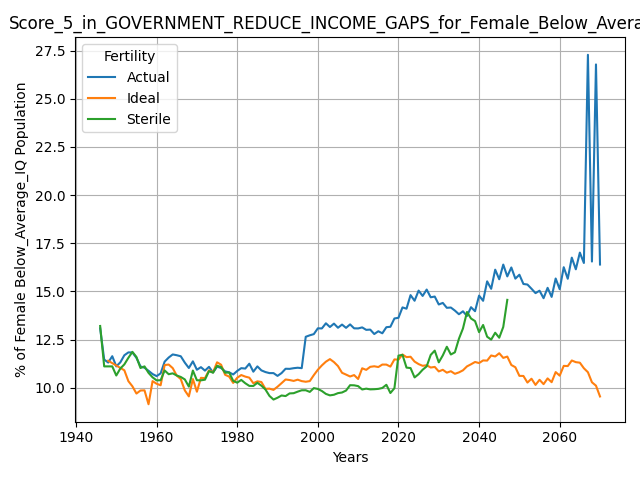 Score_5_in_GOVERNMENT_REDUCE_INCOME_GAPS_for_Female_Below_Avera
27.5
25.0
22.5
20.0
17.5
15.0
12.5
10.0
% of Female Below_Average_IQ Population
Fertility
Actual
Ideal
Sterile
1940 1960 1980 2000 2020 2040 2060
Years